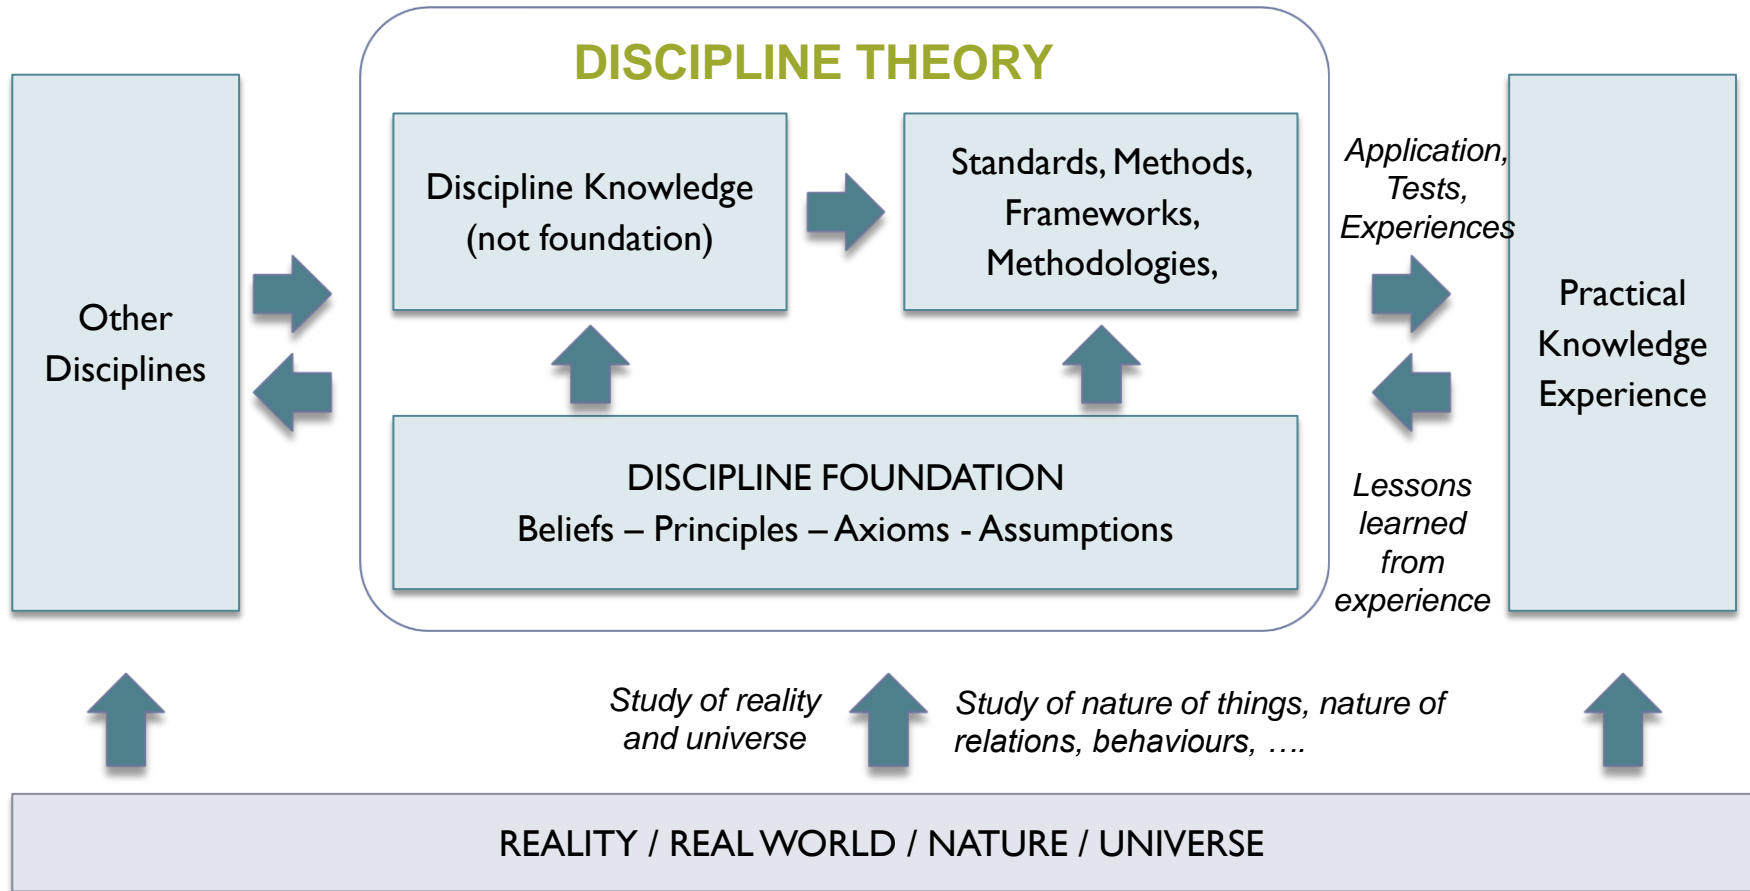 DISCIPLINE THEORY
Other
Disciplines
Discipline Knowledge
(not foundation)
Standards, Methods,
Frameworks,
Methodologies,
DISCIPLINE FOUNDATION
Beliefs – Principles – Axioms - Assumptions
Application,
Tests,
Experiences
Lessons
learned
from
experience
Practical
Knowledge
Experience
Study of reality
and universe
Study of nature of things, nature of
relations, behaviours, ….
REALITY / REAL WORLD / NATURE / UNIVERSE